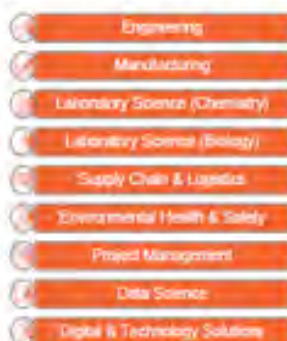 Engineering
Manufacturing
Laboratory Science (Chemistry)
Laboratory Science (Biology)
Supply Chain & Logistics
Environmental Health & Safety
Project Management
Data Science
Digital & Technology Solutions